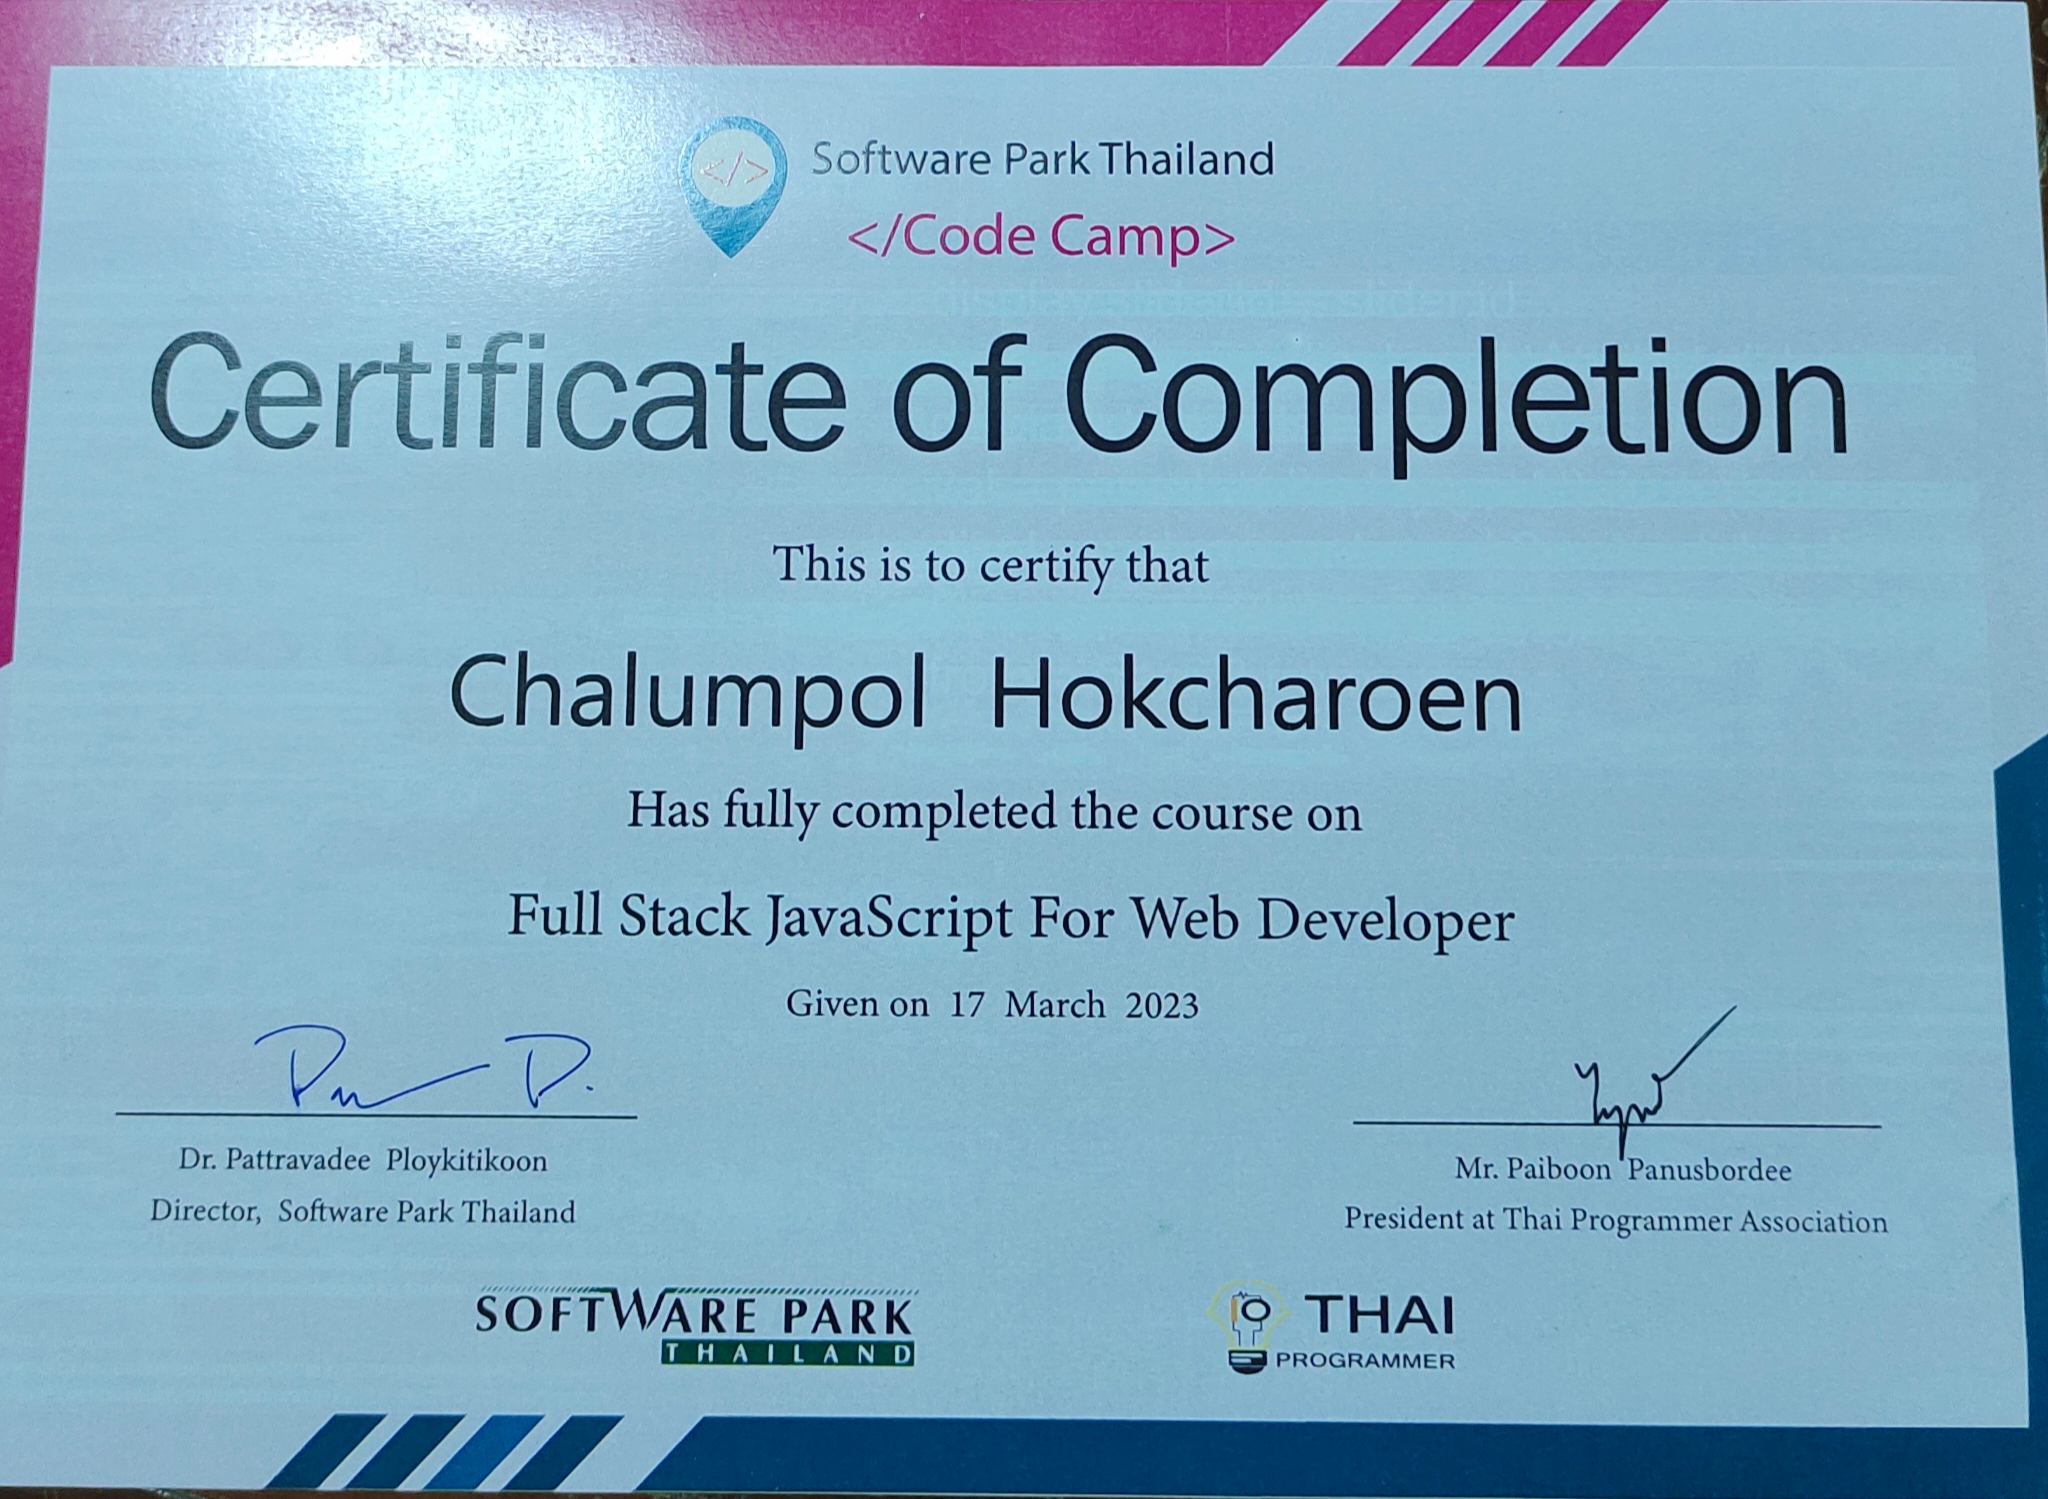 </>
Software Park Thailand
</Code Camp>
Certificate of Completion
This is to certify that
Chalumpol Hokcharoen
Has fully completed the course on
Full Stack JavaScript For Web Developer
Given on 17 March 2023
Dr. Pattravadee Ploykitikoon
Director, Software Park Thailand
Mr. Paiboon Panusbordee
President at Thai Programmer Association
SOFTWARE PARK
THAILAND
THAI
PROGRAMMER